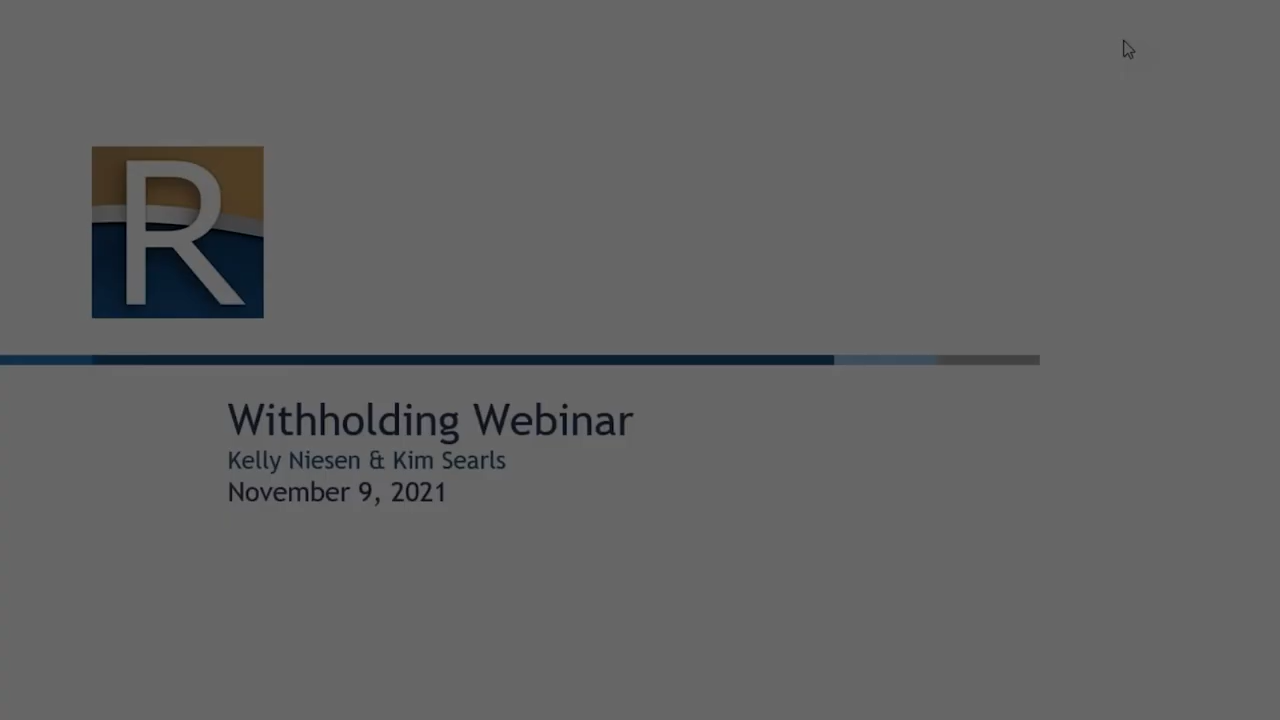 R
Withholding Webinar
Kelly Niesen & Kim Searls
November 9, 2021